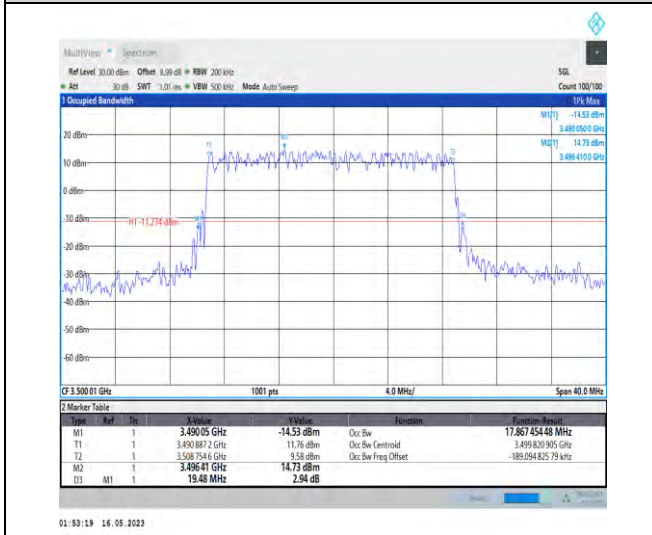 MultiView Spectrum
Ref Level 30.00 dBm Offset 8.99 dB RBW 200 kHz SGL
Att 30 dB SWT 1.01 ms VBW 500 kHz Mode Auto Sweep Count 100/100
1 Occupied Bandwidth 1Pk Max
M1[1] -14.53 dBm
3.490 050 0 GHz
M2[1] 14.73 dBm
3.496 410 0 GHz
20 dBm
10 dBm
0 dBm
-10 dBm
H1 -11.274 dBm
-20 dBm
-30 dBm
-40 dBm
-50 dBm
-60 dBm
T1
T2
CF 3.500 01 GHz 1001 pts 4.0 MHz/ Span 40.0 MHz
2 Marker Table
Type Ref Trc X-Value Y-Value Function Function Result
M1 1 3.490 05 GHz -14.53 dBm Occ Bw 17.867 454 48 MHz
T1 1 3.490 887 2 GHz 11.76 dBm Occ Bw Centroid 3.499 820 905 GHz
T2 1 3.508 754 6 GHz 9.58 dBm Occ Bw Freq Offset -189.094 825 79 kHz
M2 1 3.496 41 GHz 14.73 dBm
D3 M1 1 19.48 MHz 2.94 dB
01:53:19 16.05.2023